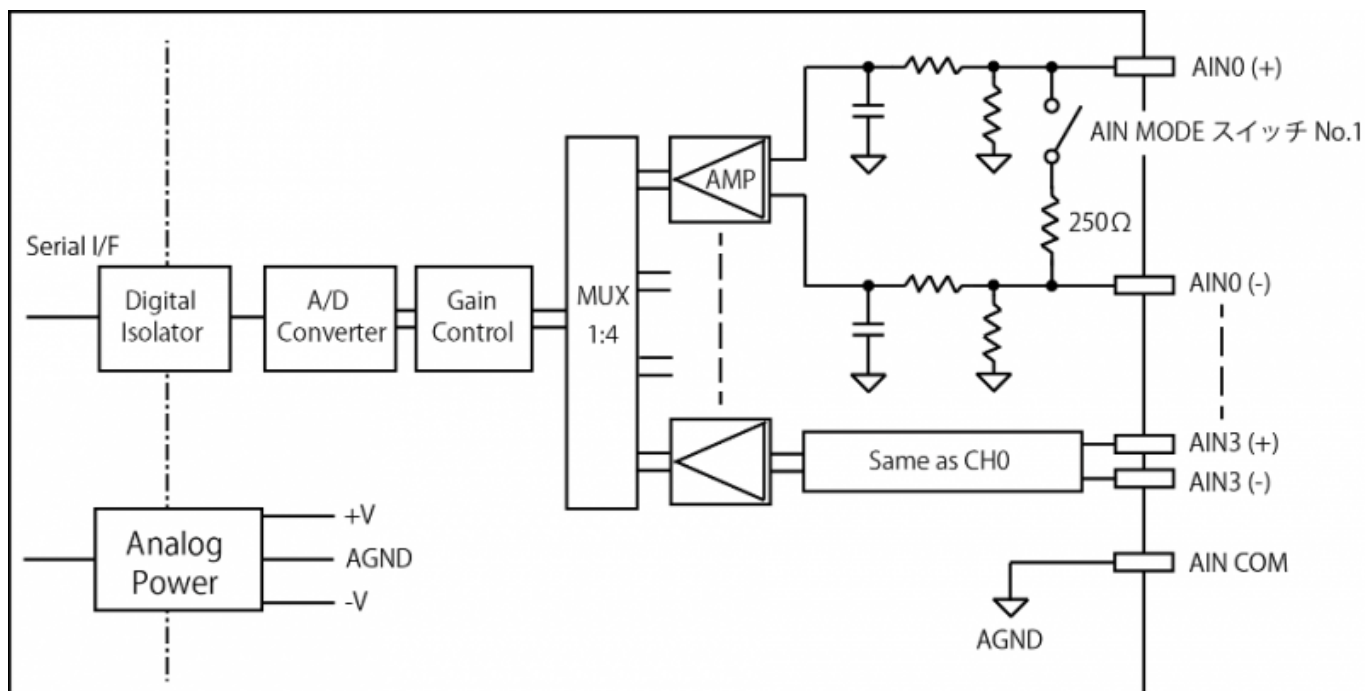 AIN0 (+)
AIN MODE スイッチ No.1
AMP
250Ω
Serial I/F
Digital
Isolator
A/D
Converter
Gain
Control
MUX
1:4
AIN0 (-)
Same as CH0
AIN3 (+)
AIN3 (-)
Analog
Power
+V
AGND
-V
AIN COM
AGND